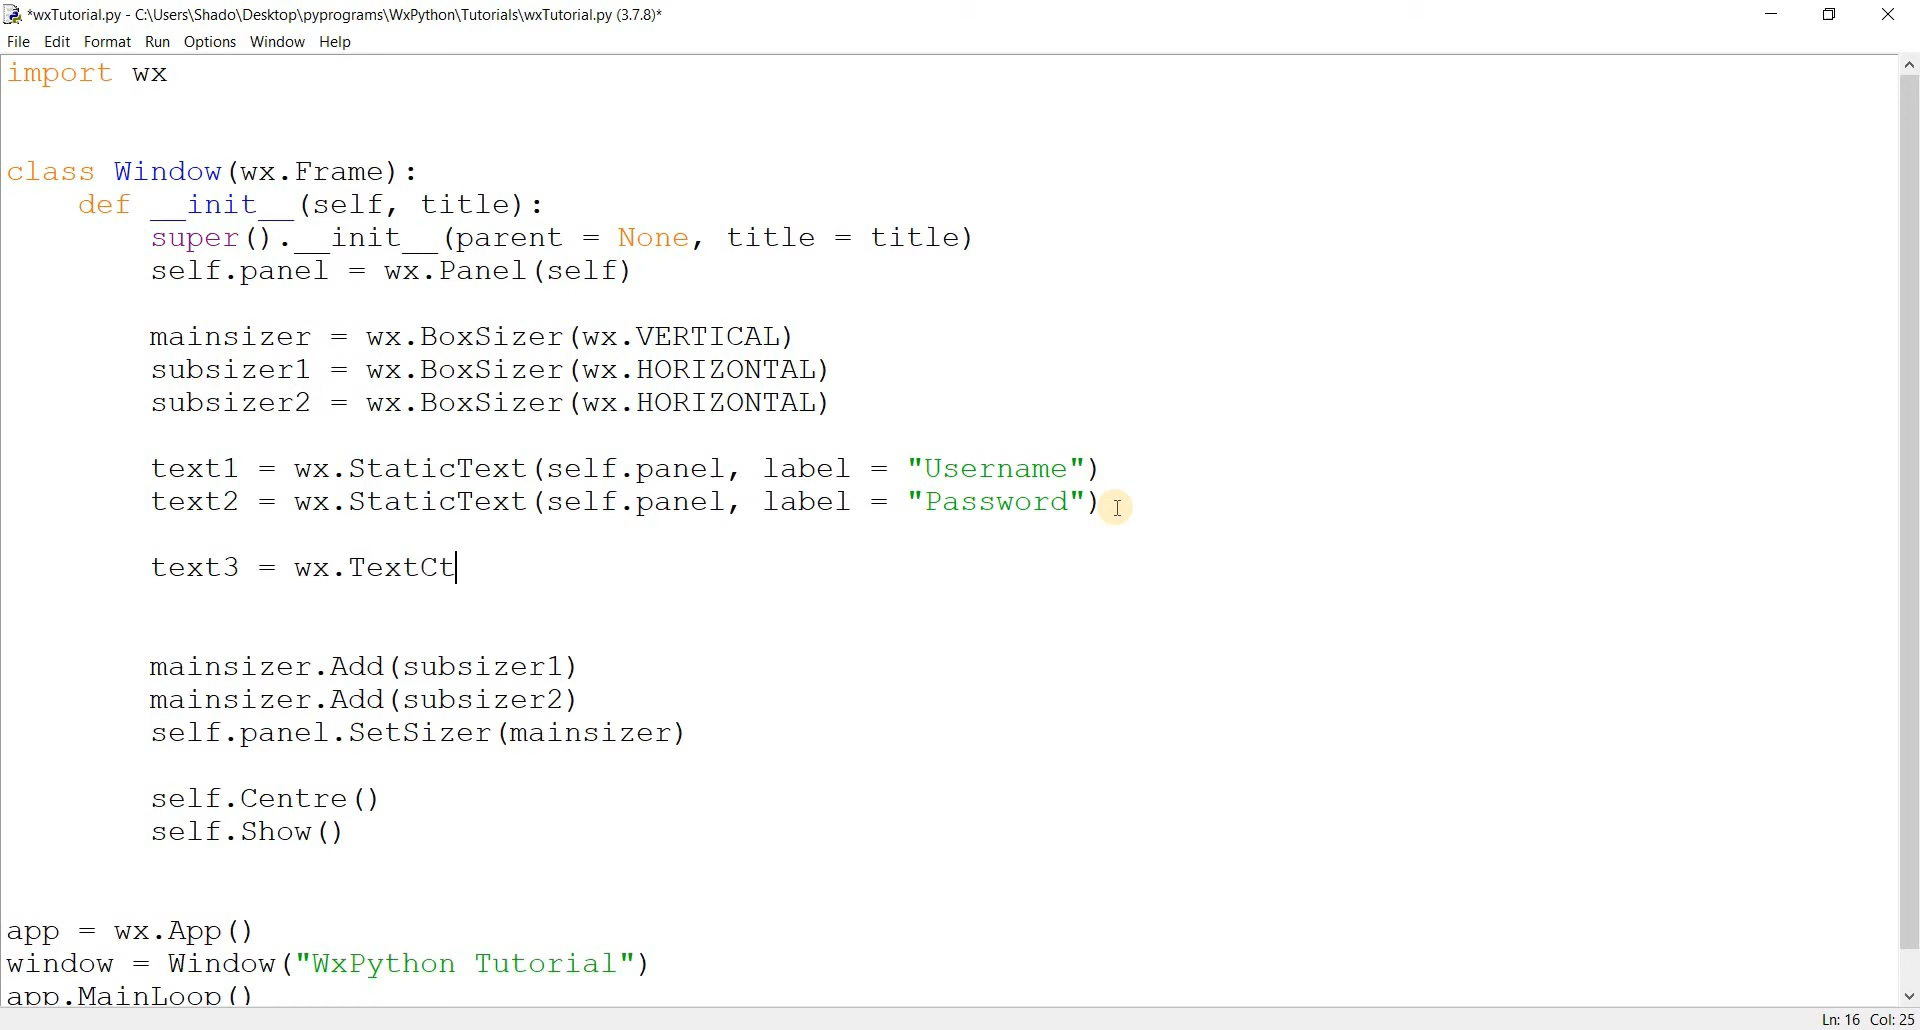 *wxTutorial.py - C:\Users\Shado\Desktop\pyprograms\WxPython\Tutorials\wxTutorial.py (3.7.8)*
File Edit Format Run Options Window Help
import wx
class Window(wx.Frame):
    def __init__(self, title):
        super().__init__(parent = None, title = title)
        self.panel = wx.Panel(self)
        mainsizer = wx.BoxSizer(wx.VERTICAL)
        subsizer1 = wx.BoxSizer(wx.HORIZONTAL)
        subsizer2 = wx.BoxSizer(wx.HORIZONTAL)
        text1 = wx.StaticText(self.panel, label = "Username")
        text2 = wx.StaticText(self.panel, label = "Password")
        text3 = wx.TextCt
        mainsizer.Add(subsizer1)
        mainsizer.Add(subsizer2)
        self.panel.SetSizer(mainsizer)
        self.Centre()
        self.Show()
app = wx.App()
window = Window("WxPython Tutorial")
app.MainLoop()
Ln: 16 Col: 25